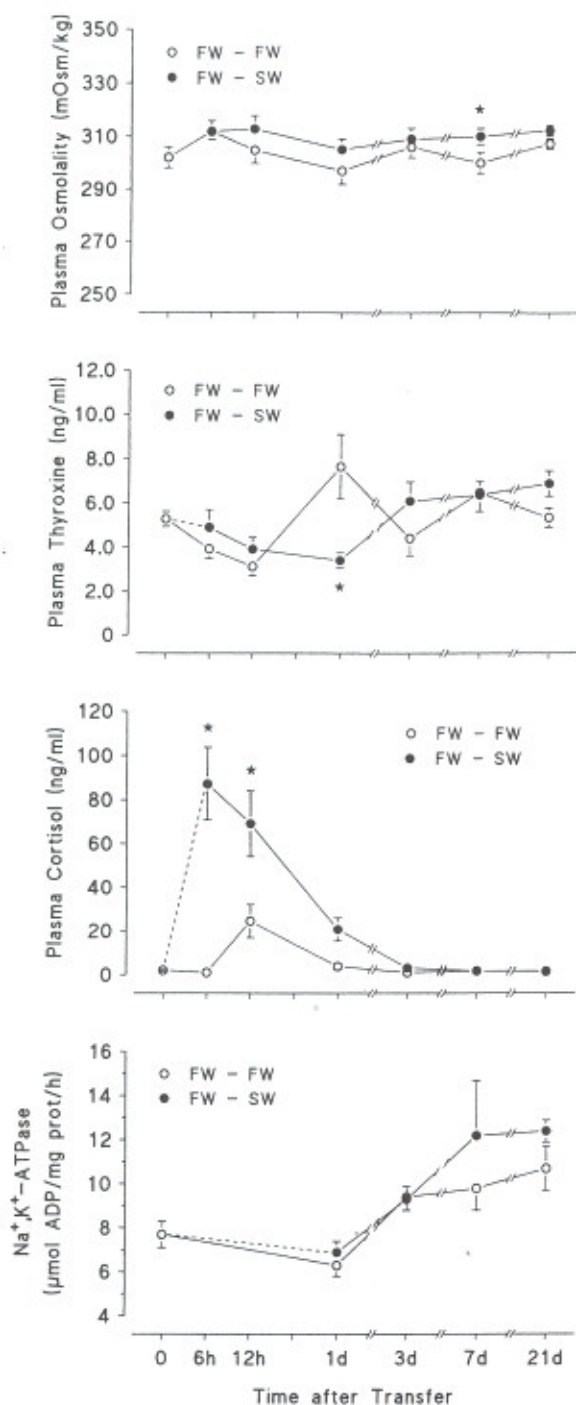 350
330
310
290
270
250
Plasma Osmolality (mOsm/kg)
FW – FW
FW – SW
★
12.0
10.0
8.0
6.0
4.0
2.0
0
Plasma Thyroxine (ng/ml)
FW – FW
FW – SW
★
120
100
80
60
40
20
0
Plasma Cortisol (ng/ml)
★
★
FW – FW
FW – SW
16
14
12
10
8
6
4
Na⁺,K⁺–ATPase
(µmol ADP/mg prot/h)
FW – FW
FW – SW
0 6h 12h 1d 3d 7d 21d
Time after Transfer